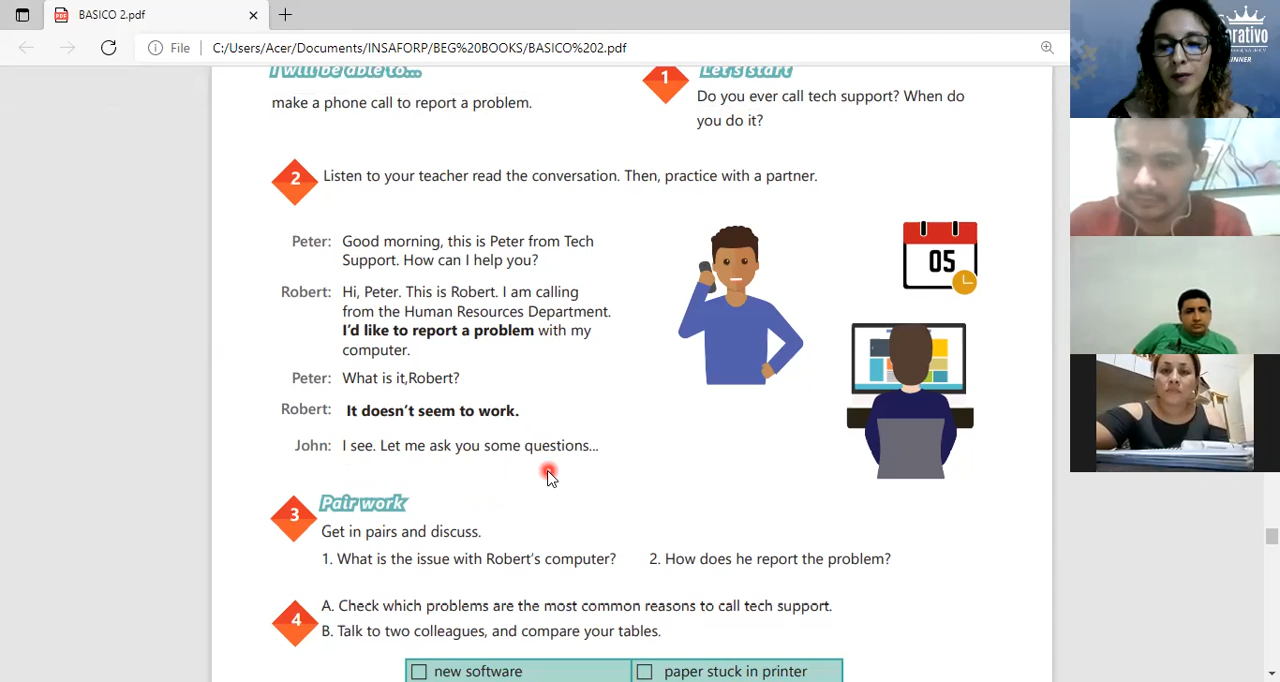 BASICO 2.pdf
File
C:/Users/Acer/Documents/INSAFORP/BEG%20BOOKS/BASICO%202.pdf
I will be able to...
make a phone call to report a problem.
1
Let's start
Do you ever call tech support? When do
you do it?
2
Listen to your teacher read the conversation. Then, practice with a partner.
Peter: Good morning, this is Peter from Tech
Support. How can I help you?
Robert: Hi, Peter. This is Robert. I am calling
from the Human Resources Department.
I'd like to report a problem with my
computer.
Peter: What is it,Robert?
Robert: It doesn't seem to work.
John: I see. Let me ask you some questions...
05
3
Pair work
Get in pairs and discuss.
1. What is the issue with Robert's computer? 2. How does he report the problem?
4
A. Check which problems are the most common reasons to call tech support.
B. Talk to two colleagues, and compare your tables.
new software
paper stuck in printer